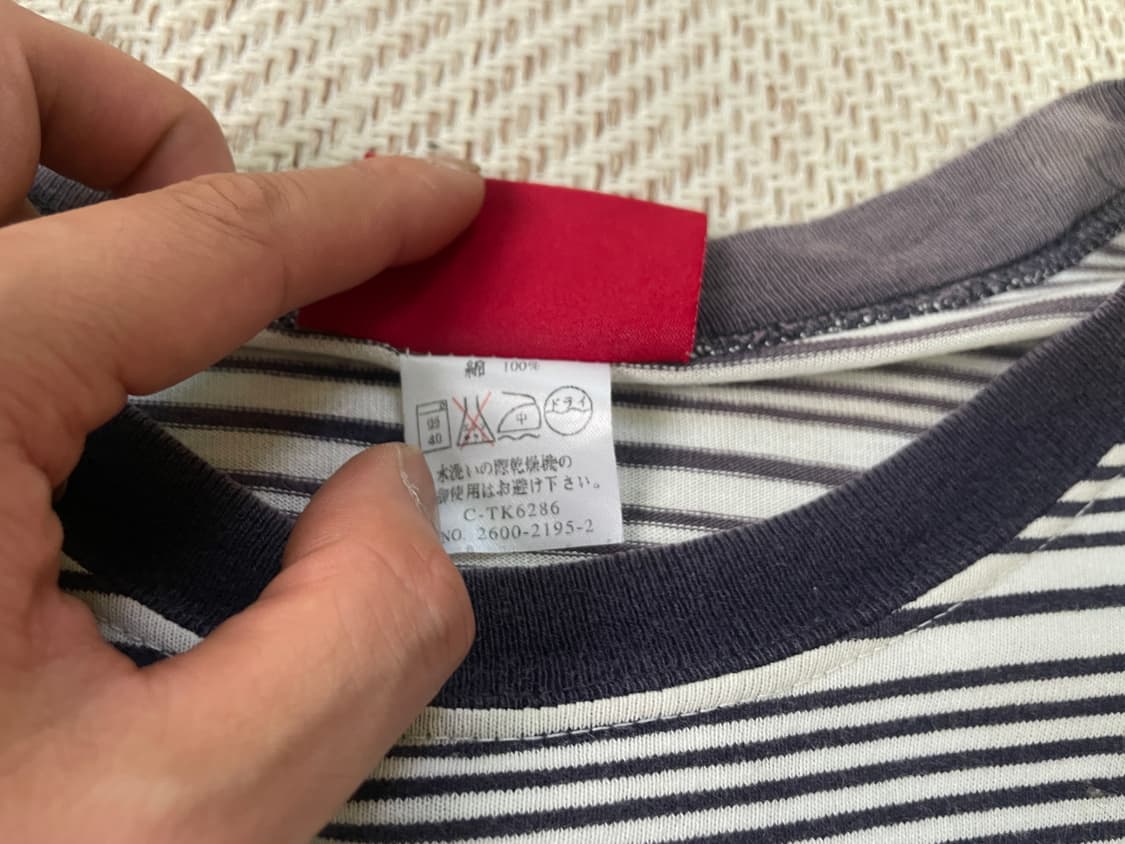 綿 100%
弱 40 中 ドライ
水洗いの際乾燥機の
御使用はお避け下さい。
C-TK6286
NO. 2600-2195-2